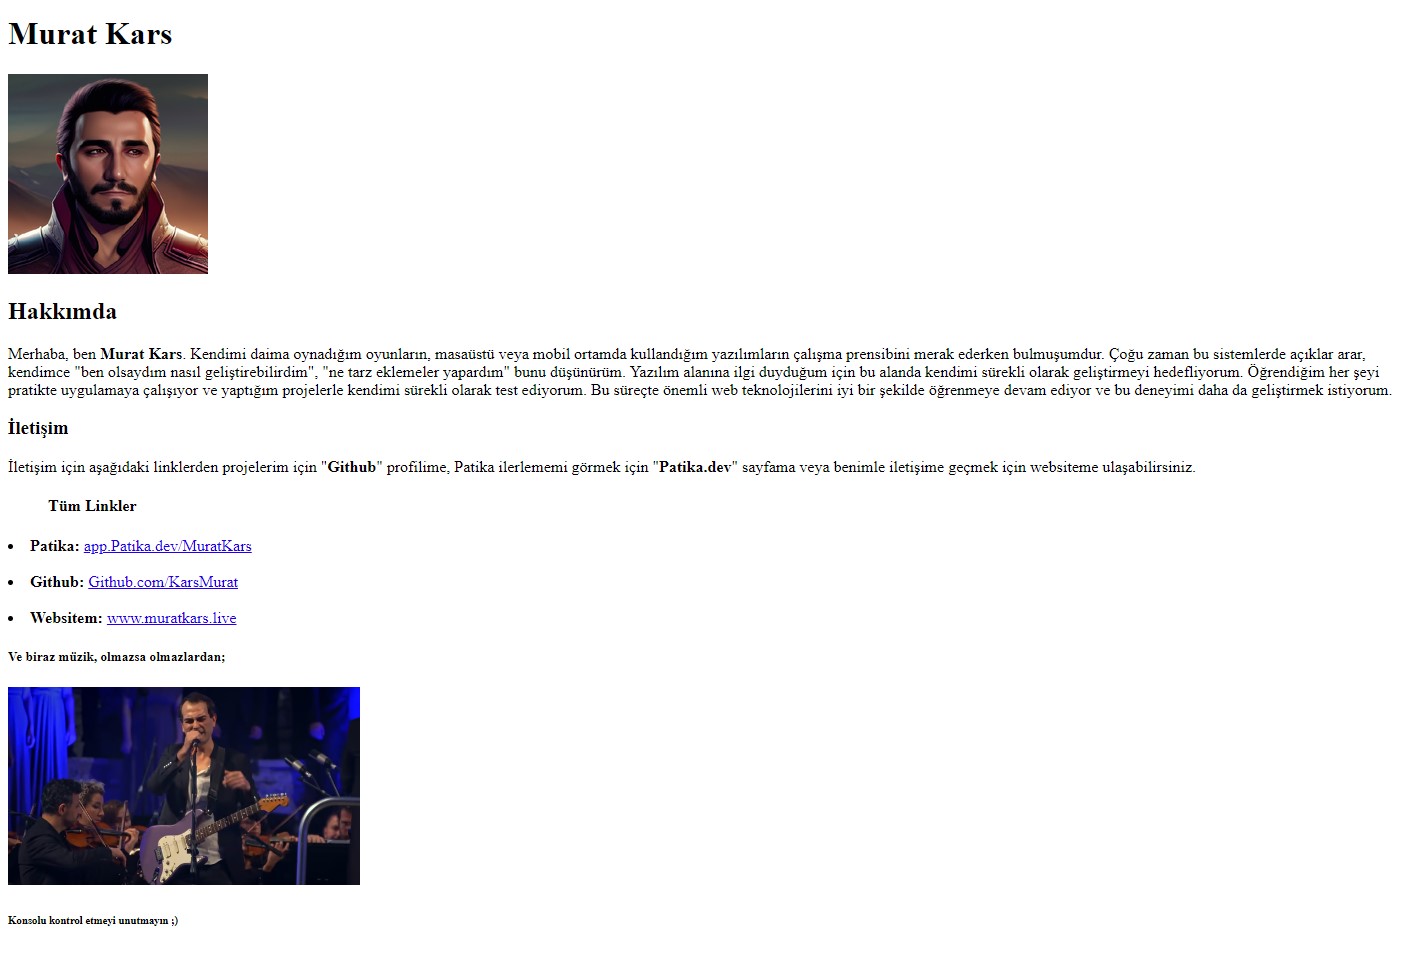 Murat Kars
Hakkımda
Merhaba, ben Murat Kars. Kendimi daima oynadığım oyunların, masaüstü veya mobil ortamda kullandığım yazılımların çalışma prensibini merak ederken bulmuşumdur. Çoğu zaman bu sistemlerde açıklar arar,
kendimce "ben olsaydım nasıl geliştirebilirdim", "ne tarz eklemeler yapardım" bunu düşünürüm. Yazılım alanına ilgi duyduğum için bu alanda kendimi sürekli olarak geliştirmeyi hedefliyorum. Öğrendiğim her şeyi
pratikte uygulamaya çalışıyor ve yaptığım projelerle kendimi sürekli olarak test ediyorum. Bu süreçte önemli web teknolojilerini iyi bir şekilde öğrenmeye devam ediyor ve bu deneyimi daha da geliştirmek istiyorum.
İletişim
İletişim için aşağıdaki linklerden projelerim için "Github" profilime, Patika ilerlememi görmek için "Patika.dev" sayfama veya benimle iletişime geçmek için websiteme ulaşabilirsiniz.
Tüm Linkler
• Patika: app.Patika.dev/MuratKars
• Github: Github.com/KarsMurat
• Websitem: www.muratkars.live
Ve biraz müzik, olmazsa olmazlardan;
Konsolu kontrol etmeyi unutmayın ;)